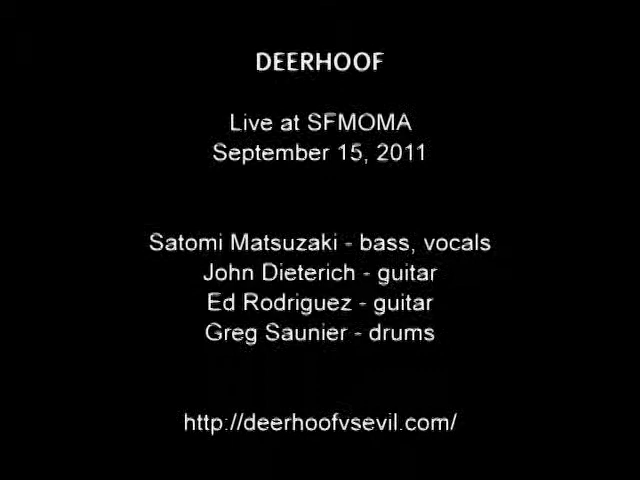 DEERHOOF
Live at SFMOMA
September 15, 2011
Satomi Matsuzaki - bass, vocals
John Dieterich - guitar
Ed Rodriguez - guitar
Greg Saunier - drums
http://deerhoofvsevil.com/